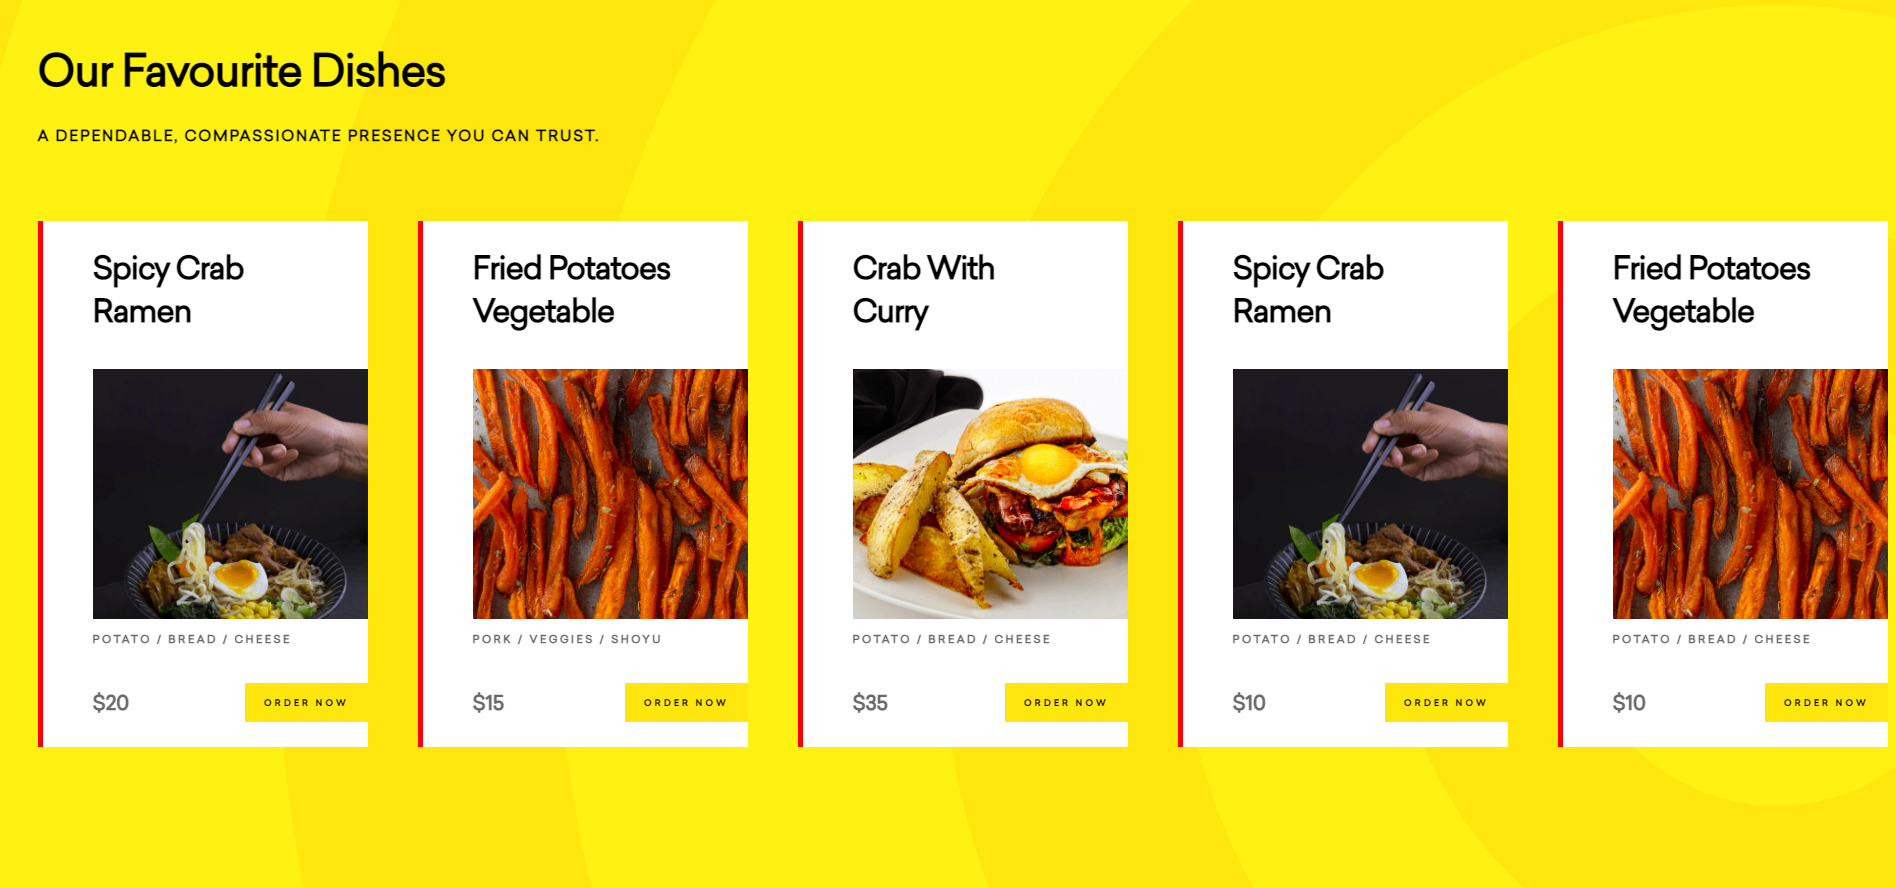 Our Favourite Dishes
A DEPENDABLE, COMPASSIONATE PRESENCE YOU CAN TRUST.
Spicy Crab
Ramen
POTATO / BREAD / CHEESE
$20
ORDER NOW
Fried Potatoes
Vegetable
PORK / VEGGIES / SHOYU
$15
ORDER NOW
Crab With
Curry
POTATO / BREAD / CHEESE
$35
ORDER NOW
Spicy Crab
Ramen
POTATO / BREAD / CHEESE
$10
ORDER NOW
Fried Potatoes
Vegetable
POTATO / BREAD / CHEESE
$10
ORDER NOW